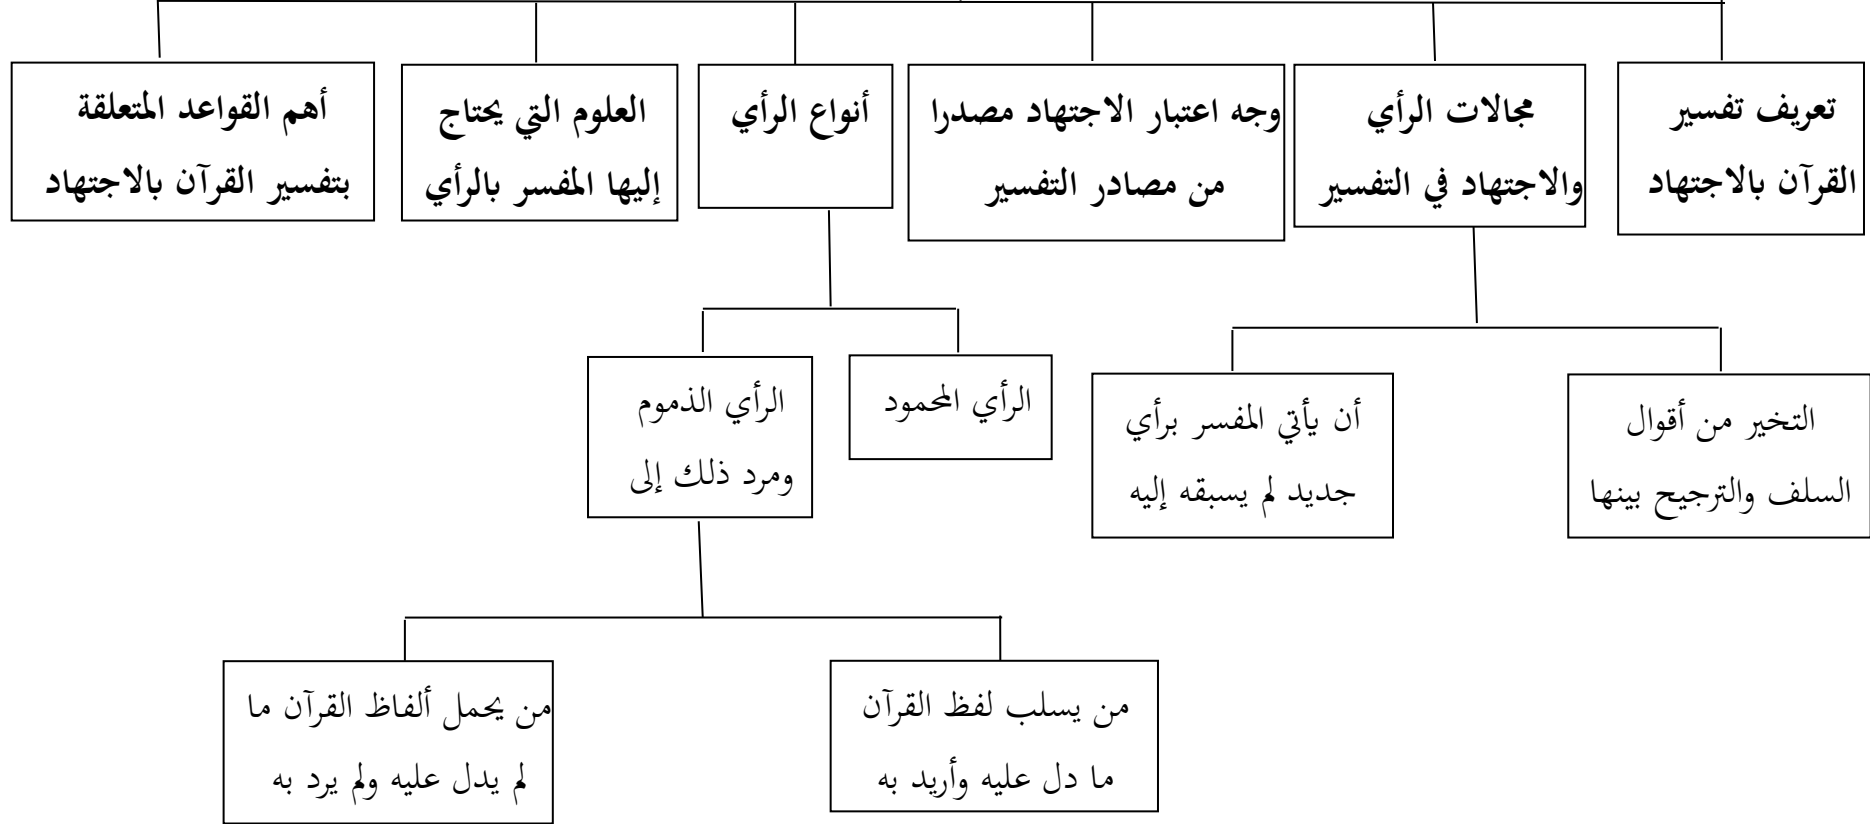 تعريف تفسير
القرآن بالاجتهاد
مجالات الرأي
والاجتهاد في التفسير
وجه اعتبار الاجتهاد مصدرا
من مصادر التفسير
أنواع الرأي
العلوم التي يحتاج
إليها المفسر بالرأي
أهم القواعد المتعلقة
بتفسير القرآن بالاجتهاد
التخير من أقوال
السلف والترجيح بينها
أن يأتي المفسر برأي
جديد لم يسبقه إليه
الرأي المحمود
الرأي الذموم
ومرد ذلك إلى
من يسلب لفظ القرآن
ما دل عليه وأريد به
من يحمل ألفاظ القرآن ما
لم يدل عليه ولم يرد به